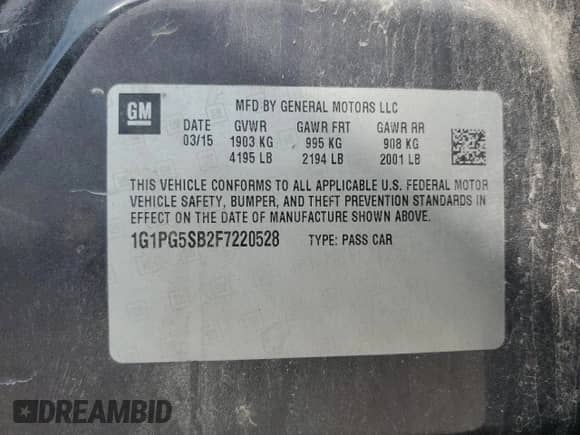 GM
MFD BY GENERAL MOTORS LLC
DATE GVWR GAWR FRT GAWR RR
03/15 1903 KG 995 KG 908 KG
4195 LB 2194 LB 2001 LB
THIS VEHICLE CONFORMS TO ALL APPLICABLE U.S. FEDERAL MOTOR
VEHICLE SAFETY, BUMPER, AND THEFT PREVENTION STANDARDS IN
EFFECT ON THE DATE OF MANUFACTURE SHOWN ABOVE.
1G1PG5SB2F7220528 TYPE: PASS CAR
DREAMBID